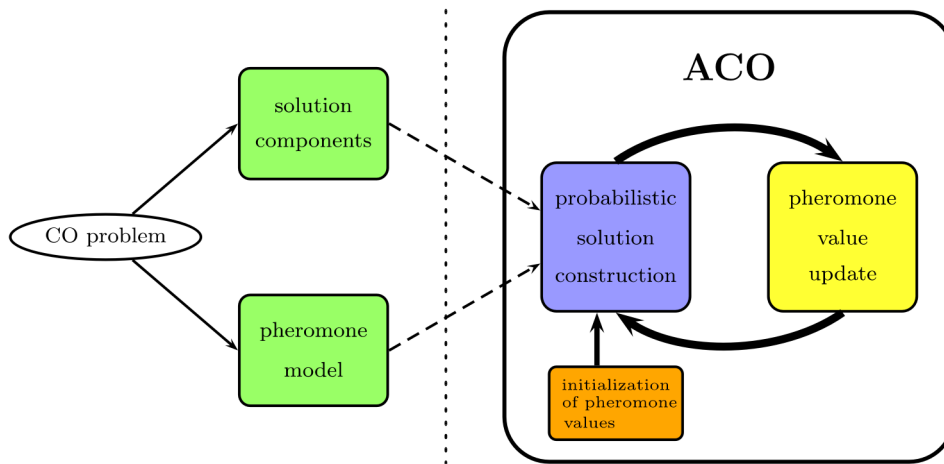 ACO
solution
components
CO problem
pheromone
model
probabilistic
solution
construction
pheromone
value
update
initialization
of pheromone
values